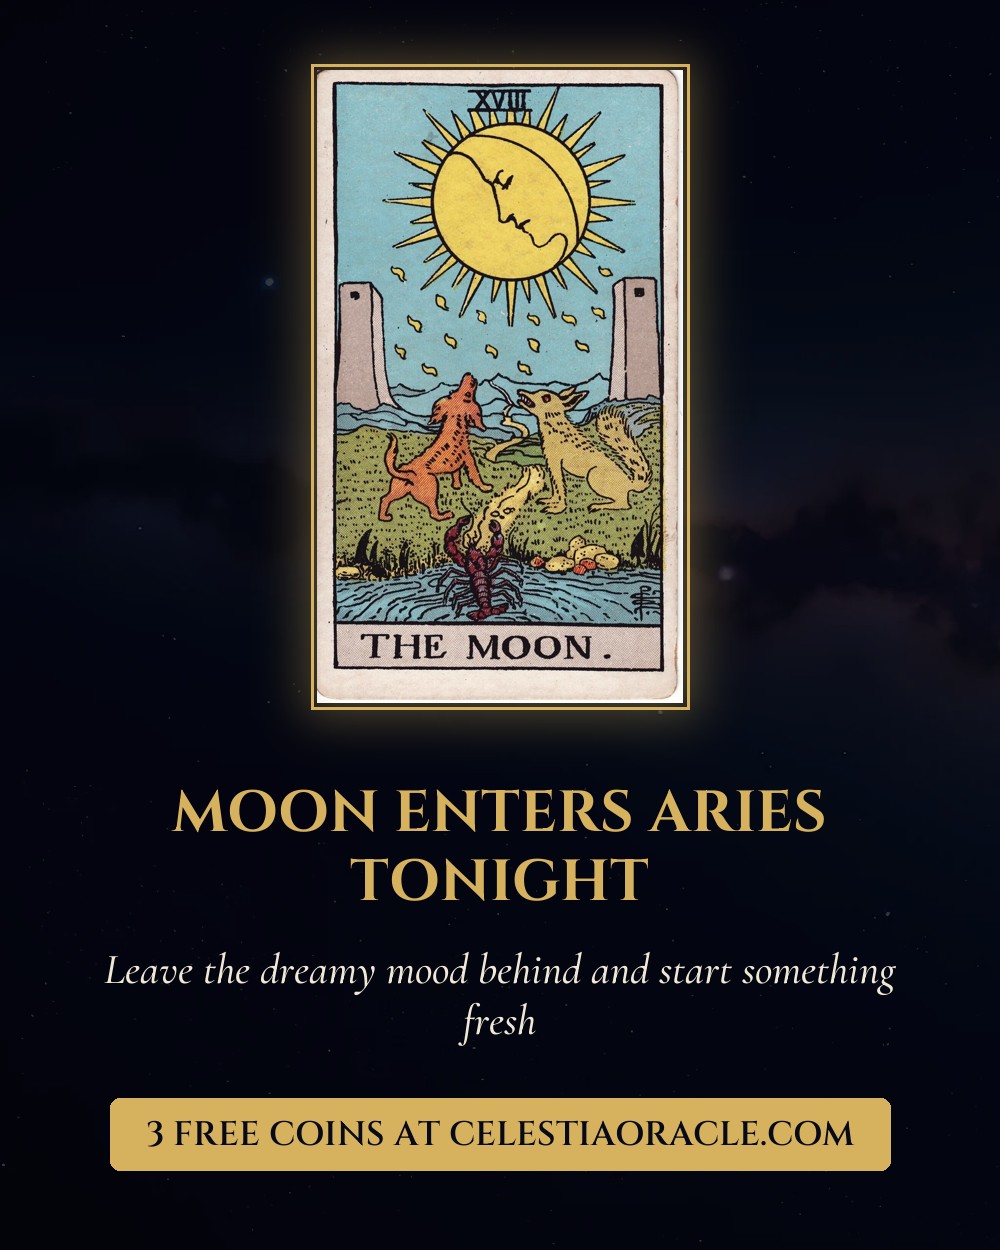 XVIII
THE MOON.
MOON ENTERS ARIES
TONIGHT
Leave the dreamy mood behind and start something
fresh
3 FREE COINS AT CELESTIAORACLE.COM